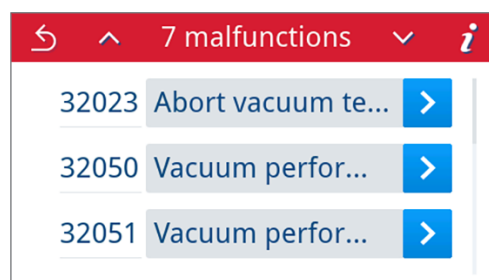 7 malfunctions i
32023 Abort vacuum te...
32050 Vacuum perfor...
32051 Vacuum perfor...